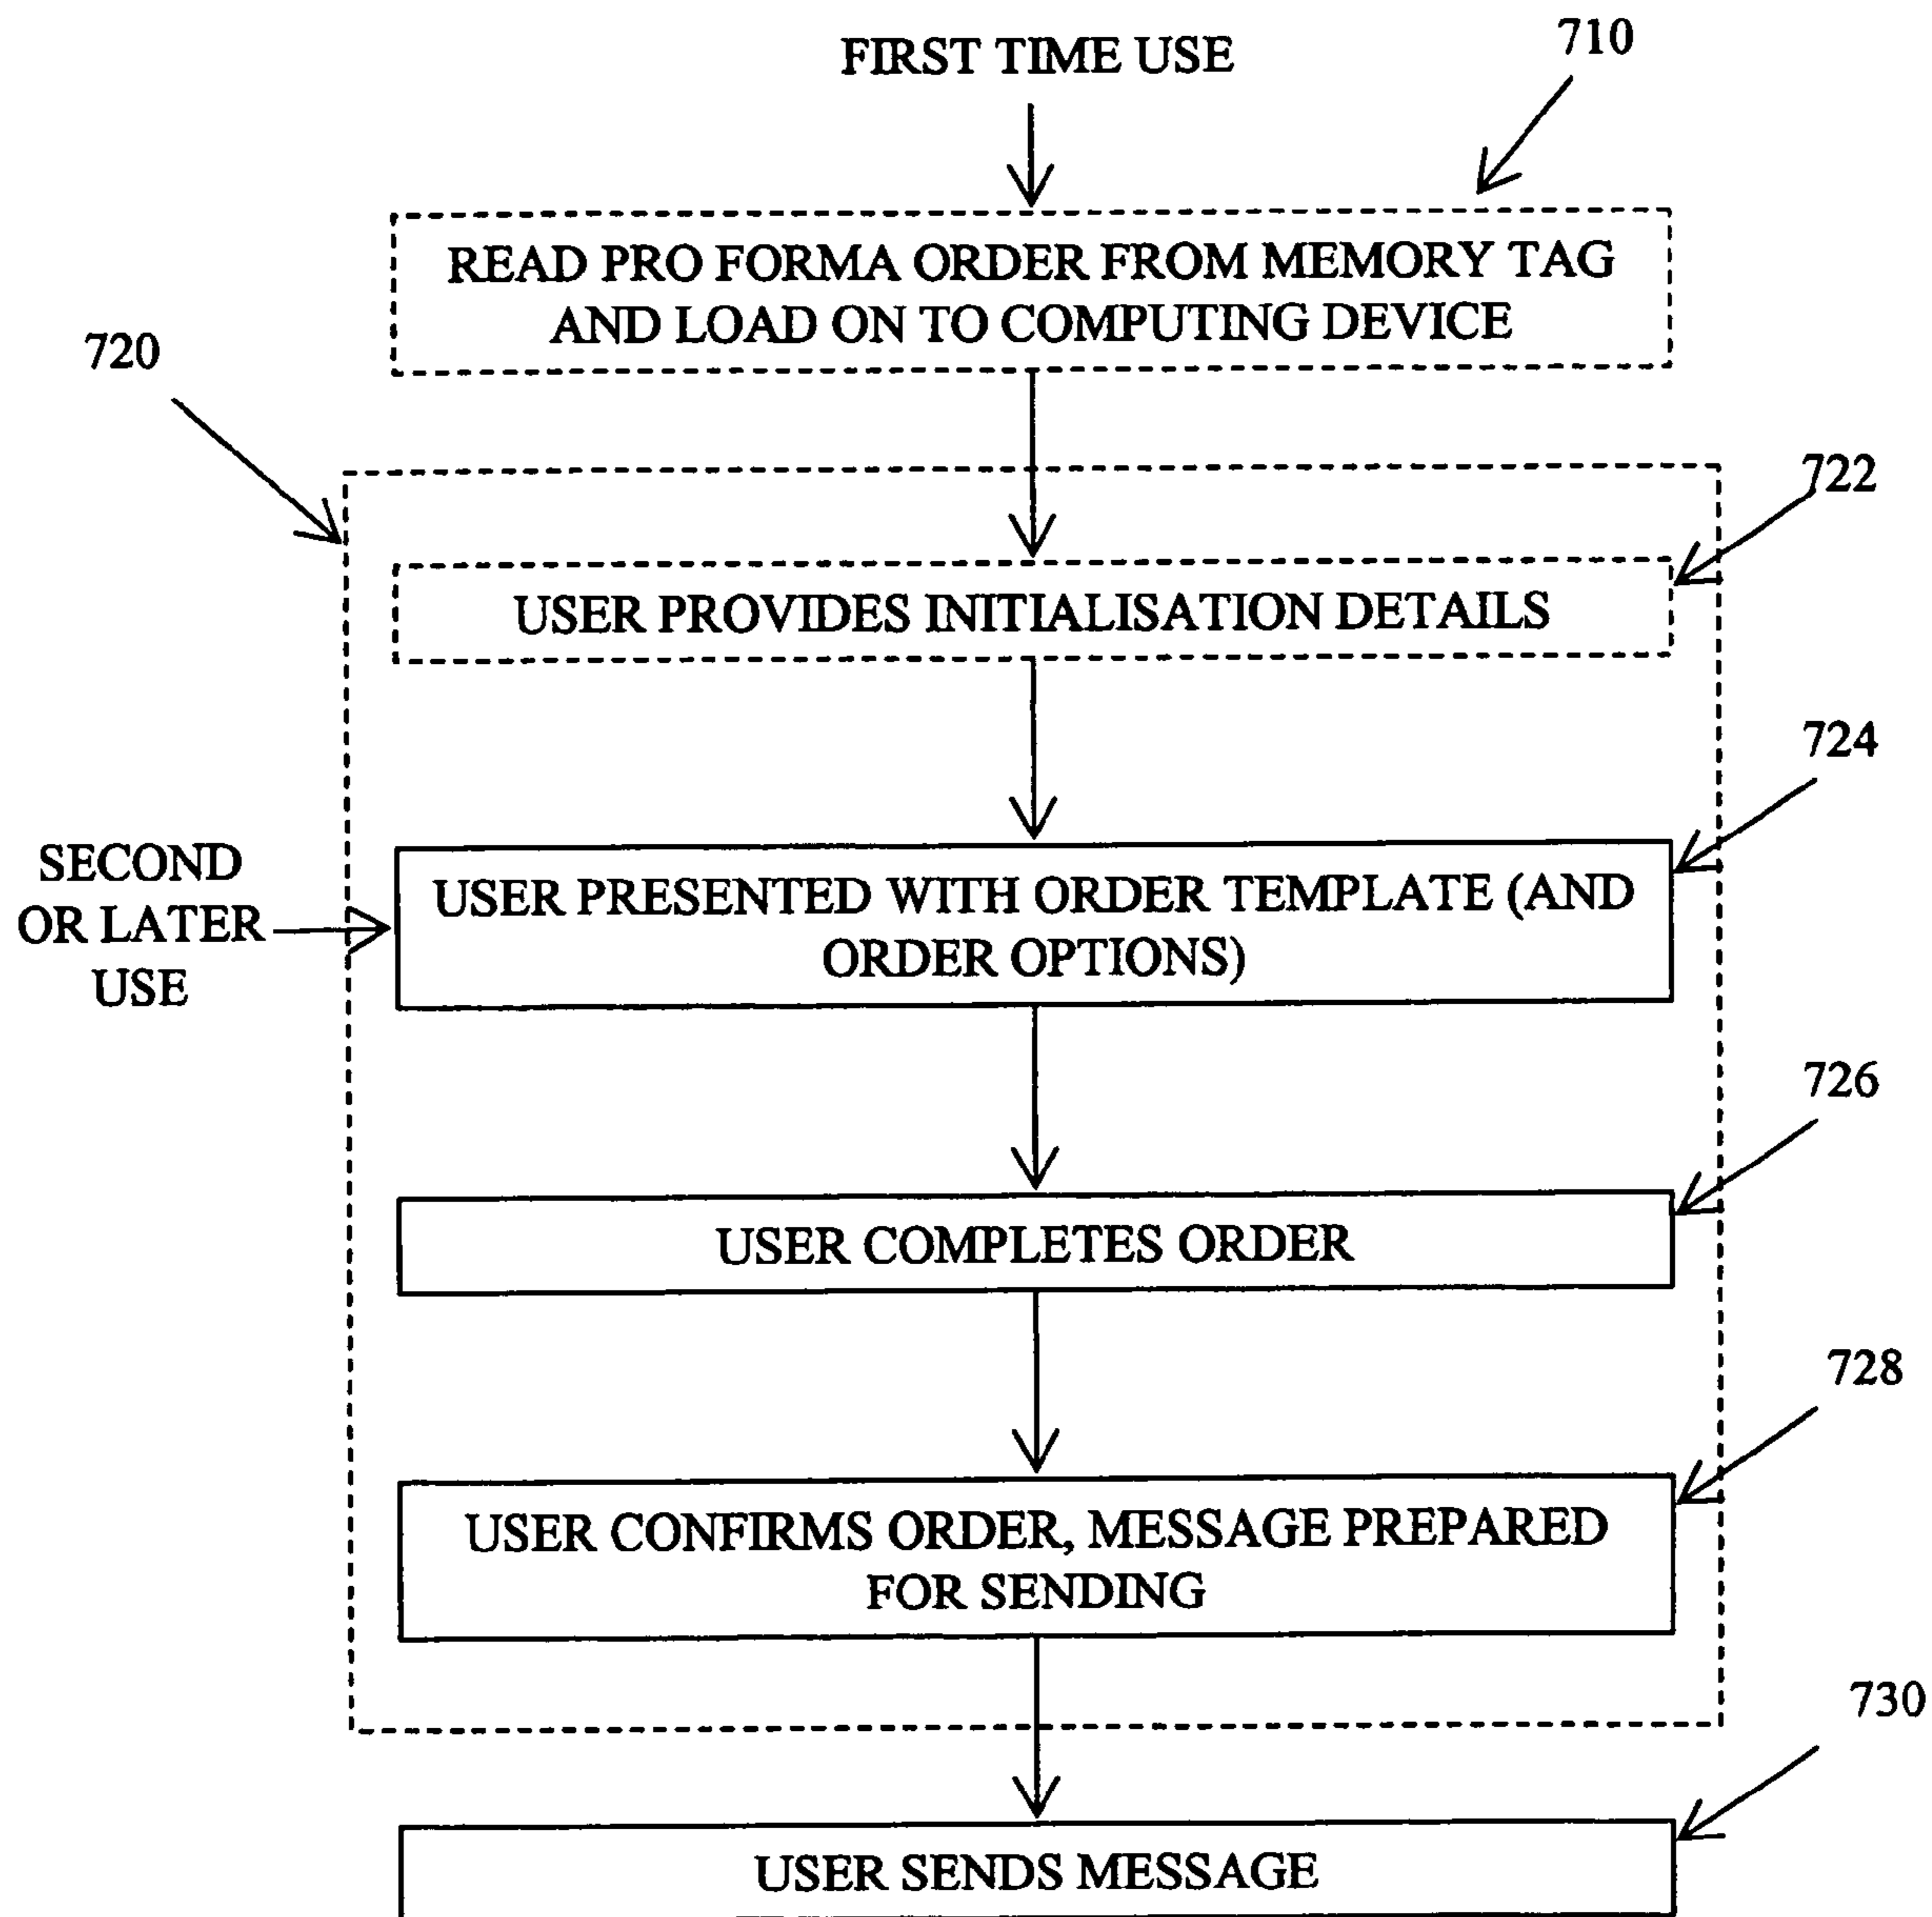 FIRST TIME USE
710
READ PRO FORMA ORDER FROM MEMORY TAG
AND LOAD ON TO COMPUTING DEVICE
720
722
USER PROVIDES INITIALISATION DETAILS
724
SECOND
OR LATER
USE
USER PRESENTED WITH ORDER TEMPLATE (AND
ORDER OPTIONS)
726
USER COMPLETES ORDER
728
USER CONFIRMS ORDER, MESSAGE PREPARED
FOR SENDING
730
USER SENDS MESSAGE